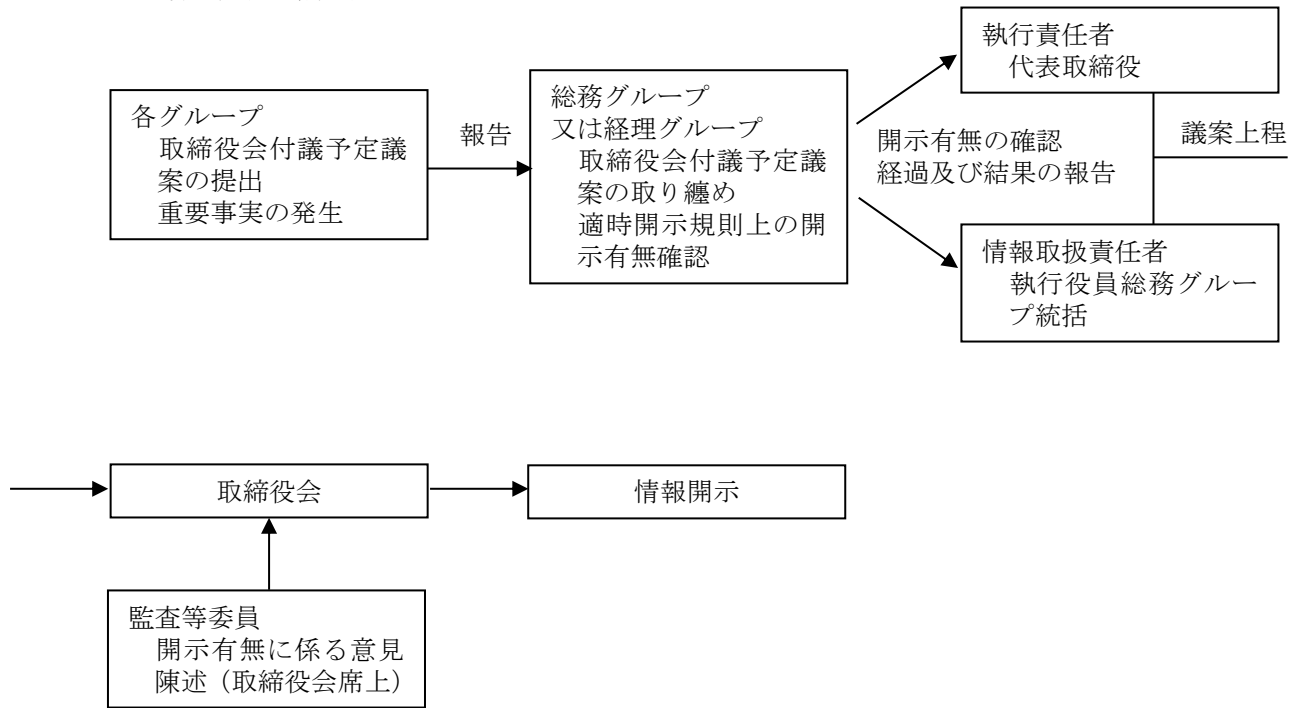 各グループ
取締役会付議予定議
案の提出
重要事実の発生
報告
総務グループ
又は経理グループ
取締役会付議予定議
案の取り纏め
適時開示規則上の開
示有無確認
開示有無の確認
経過及び結果の報告
執行責任者
代表取締役
議案上程
情報取扱責任者
執行役員総務グルー
プ統括
取締役会
情報開示
監査等委員
開示有無に係る意見
陳述（取締役会席上）